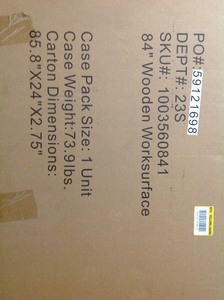 PO#:591121698
DEPT#: 23S
SKU#: 1003560841
84" Wooden Worksurface
Case Pack Size: 1 Unit
Case Weight:73.9lbs.
Carton Dimensions:
85.8"X24"X2.75"